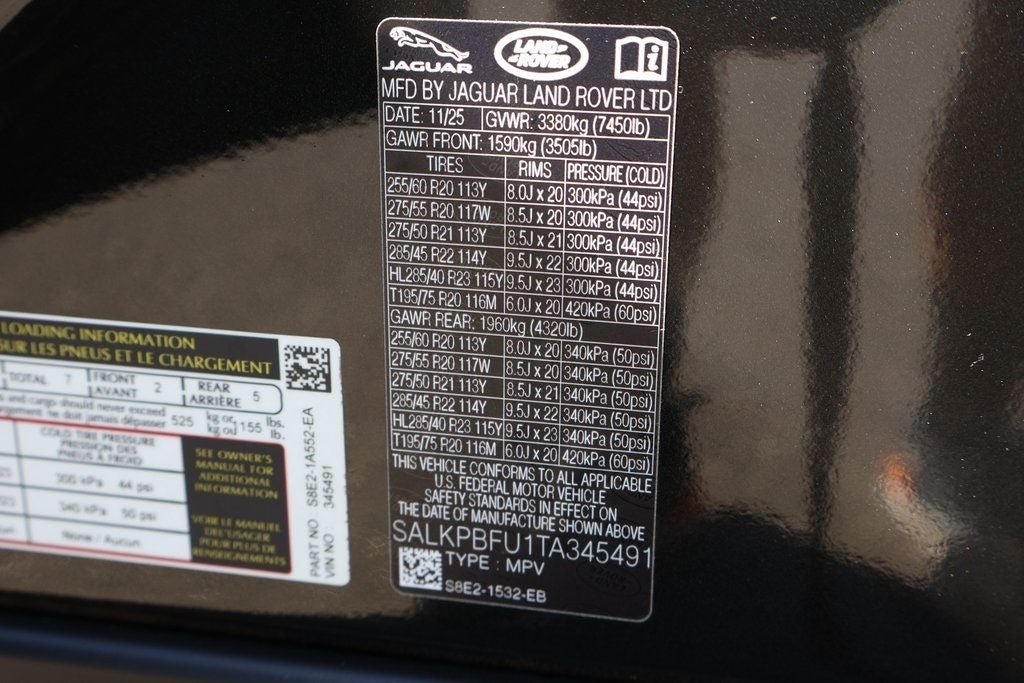 JAGUAR
LAND ROVER
i
MFD BY JAGUAR LAND ROVER LTD
DATE: 11/25 GVWR: 3380kg (7450lb)
GAWR FRONT: 1590kg (3505lb)
TIRES RIMS PRESSURE (COLD)
255/60 R20 113Y 8.0J x 20 300kPa (44psi)
275/55 R20 117W 8.5J x 20 300kPa (44psi)
275/50 R21 113Y 8.5J x 21 300kPa (44psi)
285/45 R22 114Y 9.5J x 22 300kPa (44psi)
HL285/40 R23 115Y 9.5J x 23 300kPa (44psi)
T195/75 R20 116M 6.0J x 20 420kPa (60psi)
GAWR REAR: 1960kg (4320lb)
255/60 R20 113Y 8.0J x 20 340kPa (50psi)
275/55 R20 117W 8.5J x 20 340kPa (50psi)
275/50 R21 113Y 8.5J x 21 340kPa (50psi)
285/45 R22 114Y 9.5J x 22 340kPa (50psi)
HL285/40 R23 115Y 9.5J x 23 340kPa (50psi)
T195/75 R20 116M 6.0J x 20 420kPa (60psi)
THIS VEHICLE CONFORMS TO ALL APPLICABLE
U.S. FEDERAL MOTOR VEHICLE
SAFETY STANDARDS IN EFFECT ON
THE DATE OF MANUFACTURE SHOWN ABOVE
SALKPBFU1TA345491
TYPE : MPV
S8E2-1532-EB
LOADING INFORMATION
SUR LES PNEUS ET LE CHARGEMENT
TOTAL 7 FRONT 2 REAR 5
AVANT ARRIÈRE
and cargo should never exceed 525 kg or 155 lbs.
ne doit jamais dépasser kg ou lb.
COLD TIRE PRESSURE
PRESSION DES
PNEUS À FROID
300 kPa 44 psi
340 kPa 50 psi
None / Aucun
SEE OWNER'S
MANUAL FOR
ADDITIONAL
INFORMATION
VOIR LE MANUEL
DE L'USAGER
POUR PLUS DE
RENSEIGNEMENTS
PART NO S8E2-1A552-EA
VIN NO : 345491